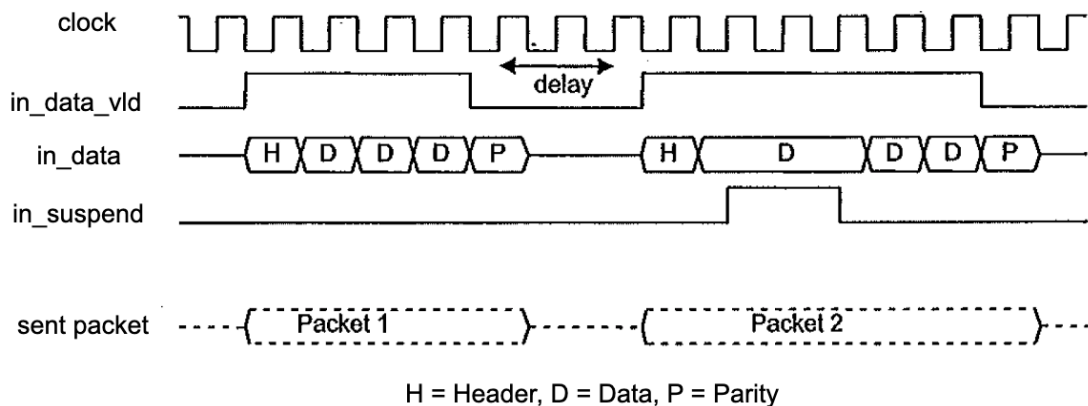 clock
delay
in_data_vld
in_data H D D D P H D D D P
in_suspend
sent packet Packet 1 Packet 2
H = Header, D = Data, P = Parity